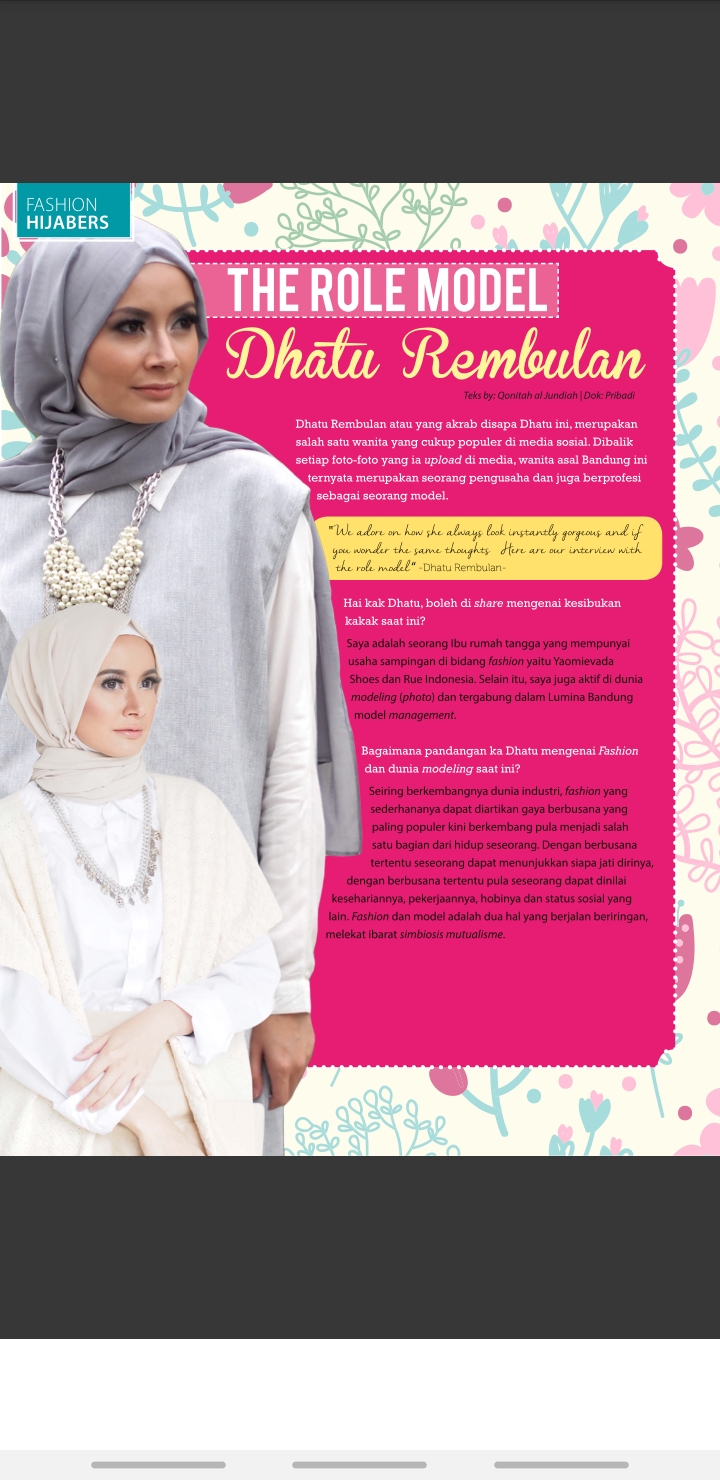 FASHION
HIJABERS
THE ROLE MODEL
Dhatu Rembulan
Teks by: Qonitah al Jundiah | Dok: Pribadi
Dhatu Rembulan atau yang akrab disapa Dhatu ini, merupakan
salah satu wanita yang cukup populer di media sosial. Dibalik
setiap foto-foto yang ia upload di media, wanita asal Bandung ini
ternyata merupakan seorang pengusaha dan juga berprofesi
sebagai seorang model.
"We adore on how she always look instantly gorgeous and if
you wonder the same thoughts Here are our interview with
the role model" -Dhatu Rembulan-
Hai kak Dhatu, boleh di share mengenai kesibukan
kakak saat ini?
Saya adalah seorang Ibu rumah tangga yang mempunyai
usaha sampingan di bidang fashion yaitu Yaomievada
Shoes dan Rue Indonesia. Selain itu, saya juga aktif di dunia
modeling (photo) dan tergabung dalam Lumina Bandung
model management.
Bagaimana pandangan ka Dhatu mengenai Fashion
dan dunia modeling saat ini?
Seiring berkembangnya dunia industri, fashion yang
sederhananya dapat diartikan gaya berbusana yang
paling populer kini berkembang pula menjadi salah
satu bagian dari hidup seseorang. Dengan berbusana
tertentu seseorang dapat menunjukkan siapa jati dirinya,
dengan berbusana tertentu pula seseorang dapat dinilai
kesehariannya, pekerjaannya, hobinya dan status sosial yang
lain. Fashion dan model adalah dua hal yang berjalan beriringan,
melekat ibarat simbiosis mutualisme.